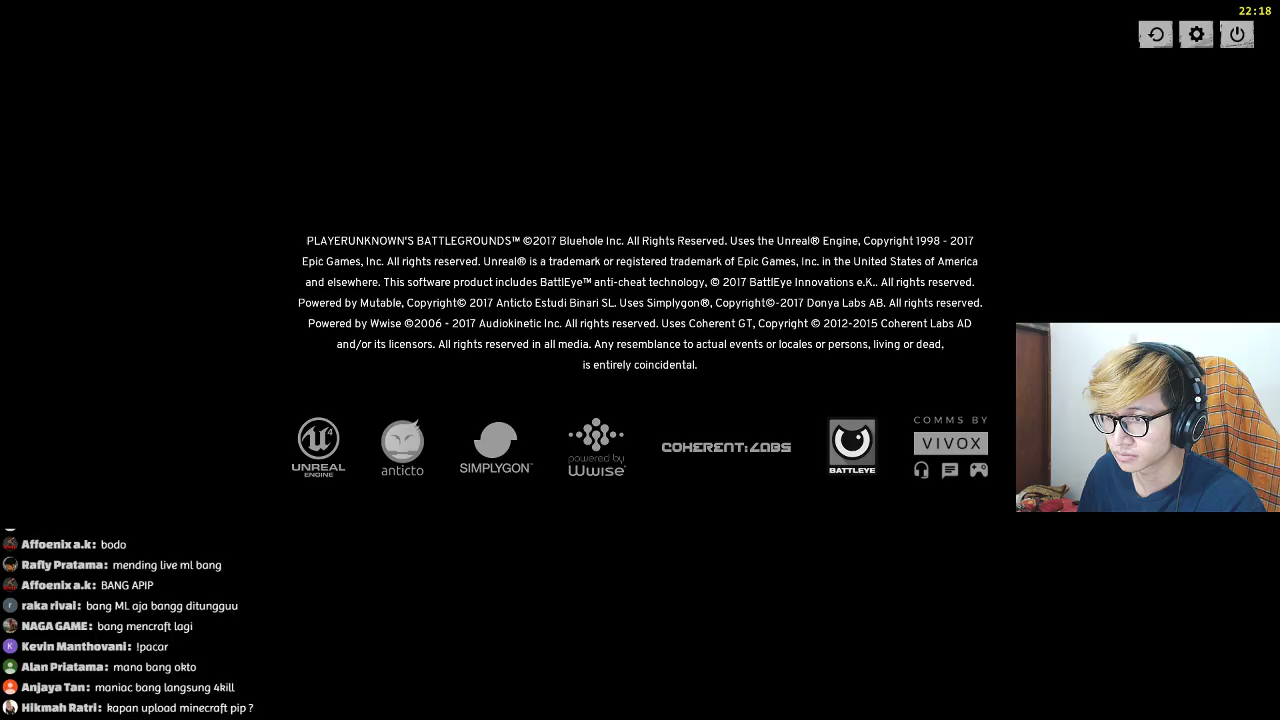 22:18
PLAYERUNKNOWN'S BATTLEGROUNDS™ ©2017 Bluehole Inc. All Rights Reserved. Uses the Unreal® Engine, Copyright 1998 - 2017
Epic Games, Inc. All rights reserved. Unreal® is a trademark or registered trademark of Epic Games, Inc. in the United States of America
and elsewhere. This software product includes BattlEye™ anti-cheat technology, © 2017 BattlEye Innovations e.K.. All rights reserved.
Powered by Mutable, Copyright© 2017 Anticto Estudi Binari SL. Uses Simplygon®, Copyright©-2017 Donya Labs AB. All rights reserved.
Powered by Wwise ©2006 - 2017 Audiokinetic Inc. All rights reserved. Uses Coherent GT, Copyright © 2012-2015 Coherent Labs AD
and/or its licensors. All rights reserved in all media. Any resemblance to actual events or locales or persons, living or dead,
is entirely coincidental.
UNREAL
ENGINE
4
anticto
SIMPLYGON™
powered by
Wwise
COHERENT:LABS
BATTLEYE
COMMS BY
VIVOX
Affoenix a.k: bodo
Rafly Pratama: mending live ml bang
Affoenix a.k: BANG APIP
raka rival: bang ML aja bangg ditungguu
NAGA GAME: bang mencraft lagi
Kevin Manthovani: !pacar
Alan Priatama: mana bang okto
Anjaya Tan: maniac bang langsung 4kill
Hikmah Ratri: kapan upload minecraft pip ?